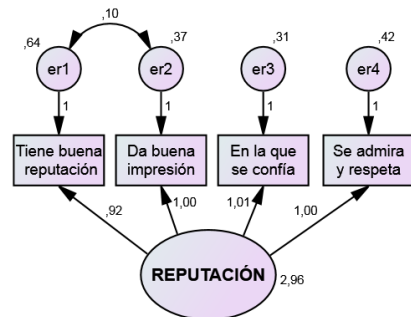 ,10
,64 ,37 ,31 ,42
er1 er2 er3 er4
1 1 1 1
Tiene buena
reputación
Da buena
impresión
En la que
se confía
Se admira
y respeta
,92 1,00 1,01 1,00
REPUTACIÓN
2,96